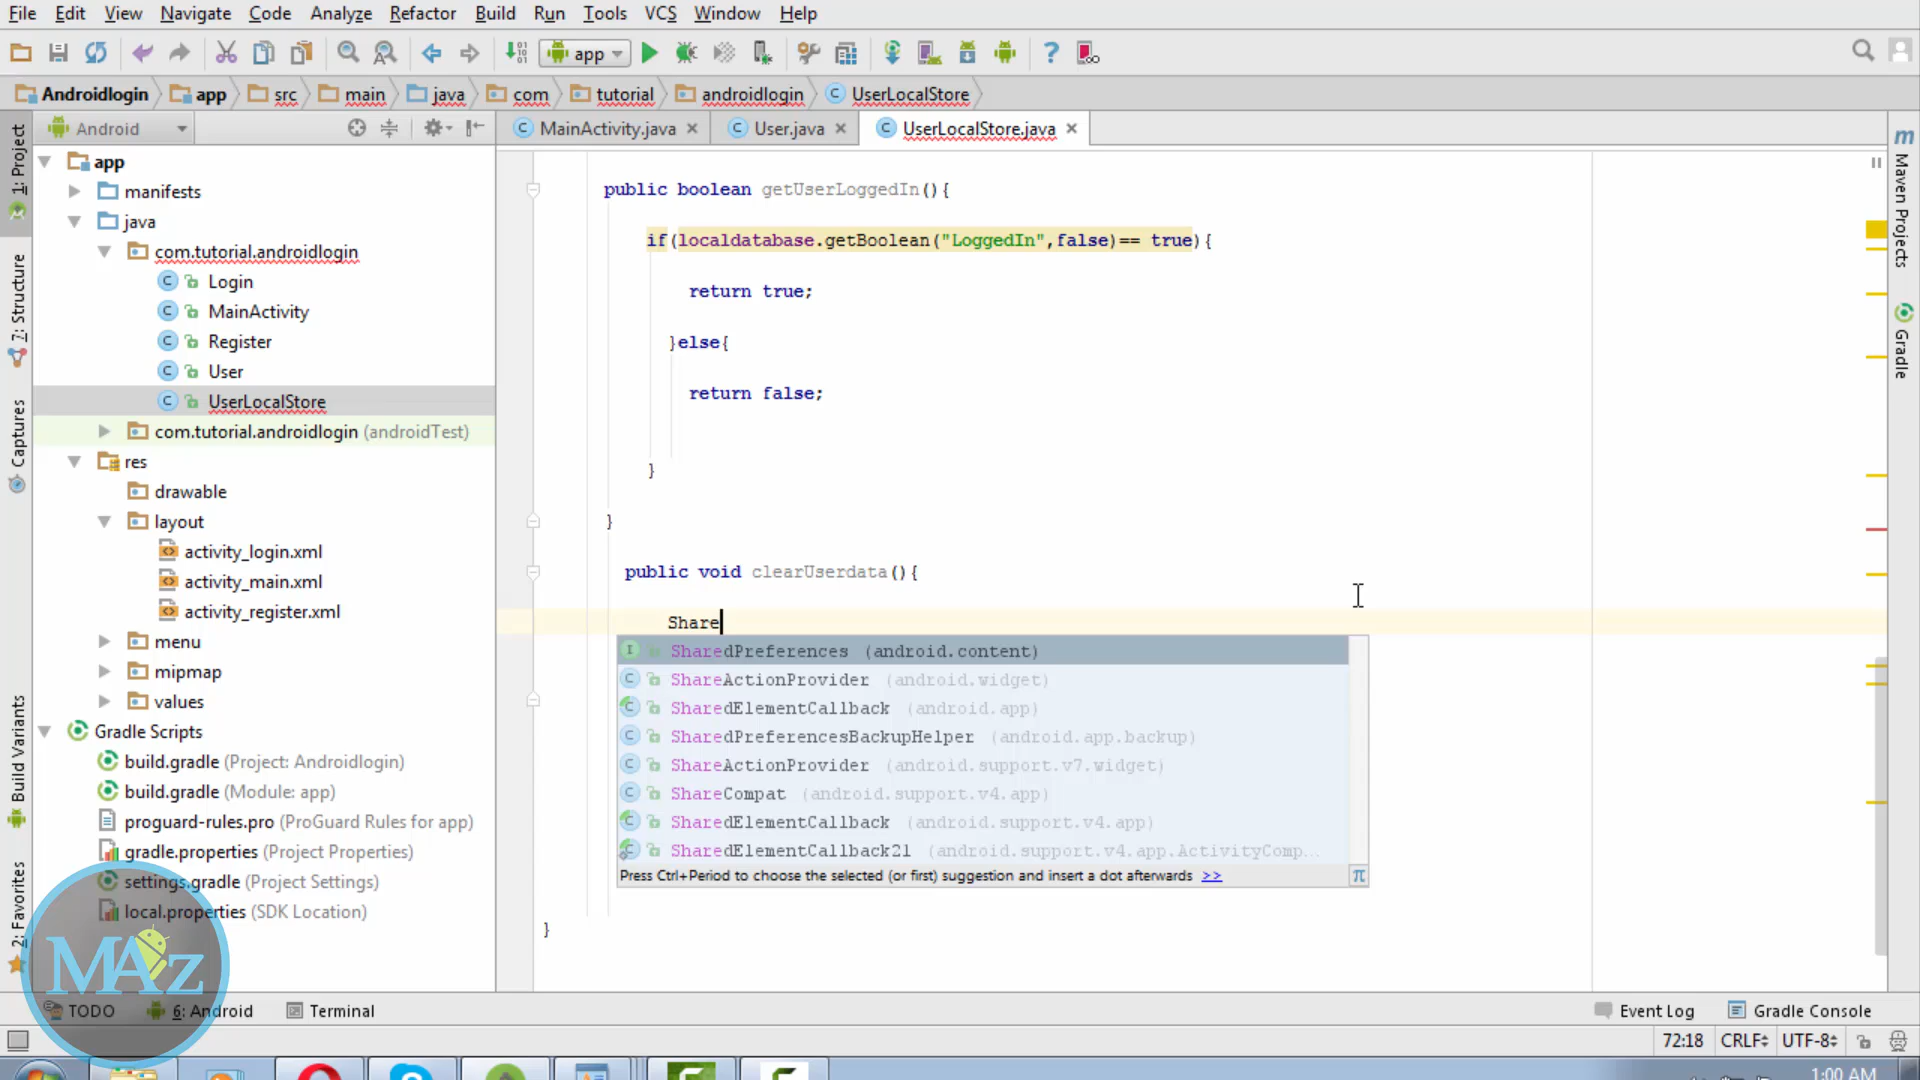 File Edit View Navigate Code Analyze Refactor Build Run Tools VCS Window Help
app
Androidlogin app src main java com tutorial androidlogin UserLocalStore
Android
MainActivity.java User.java UserLocalStore.java
1: Project
7: Structure
Captures
Build Variants
2: Favorites
app
manifests
java
com.tutorial.androidlogin
Login
MainActivity
Register
User
UserLocalStore
com.tutorial.androidlogin (androidTest)
res
drawable
layout
activity_login.xml
activity_main.xml
activity_register.xml
menu
mipmap
values
Gradle Scripts
build.gradle (Project: Androidlogin)
build.gradle (Module: app)
proguard-rules.pro (ProGuard Rules for app)
gradle.properties (Project Properties)
settings.gradle (Project Settings)
local.properties (SDK Location)
public boolean getUserLoggedIn(){
if(localdatabase.getBoolean("LoggedIn",false)== true){
return true;
}else{
return false;
}
}
public void clearUserdata(){
Share
SharedPreferences (android.content)
ShareActionProvider (android.widget)
SharedElementCallback (android.app)
SharedPreferencesBackupHelper (android.app.backup)
ShareActionProvider (android.support.v7.widget)
ShareCompat (android.support.v4.app)
SharedElementCallback (android.support.v4.app)
SharedElementCallback21 (android.support.v4.app.ActivityComp...
Press Ctrl+Period to choose the selected (or first) suggestion and insert a dot afterwards >>
π
}
m Maven Projects
Gradle
MAz
TODO 6: Android Terminal
Event Log Gradle Console
72:18 CRLF UTF-8
1:00 AM